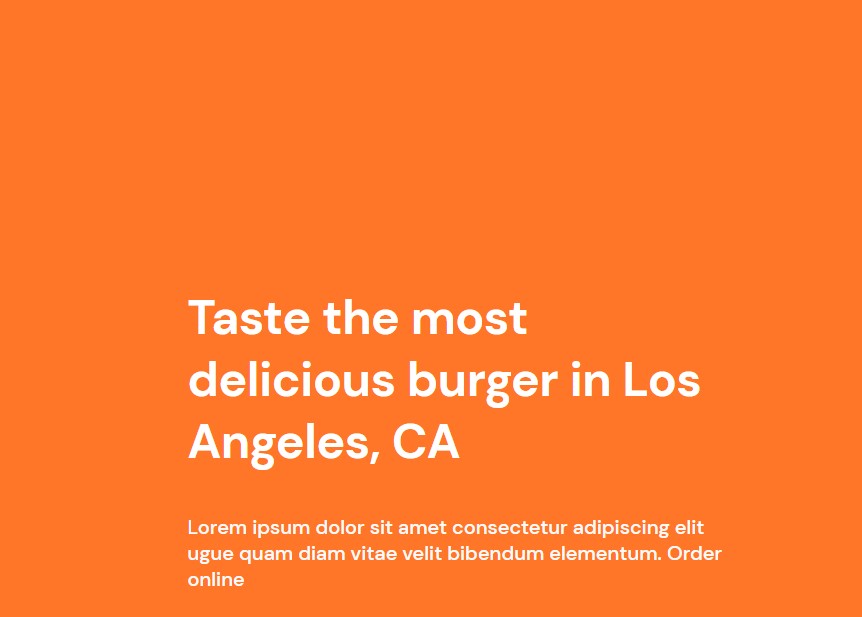 Taste the most
delicious burger in Los
Angeles, CA
Lorem ipsum dolor sit amet consectetur adipiscing elit
ugue quam diam vitae velit bibendum elementum. Order
online